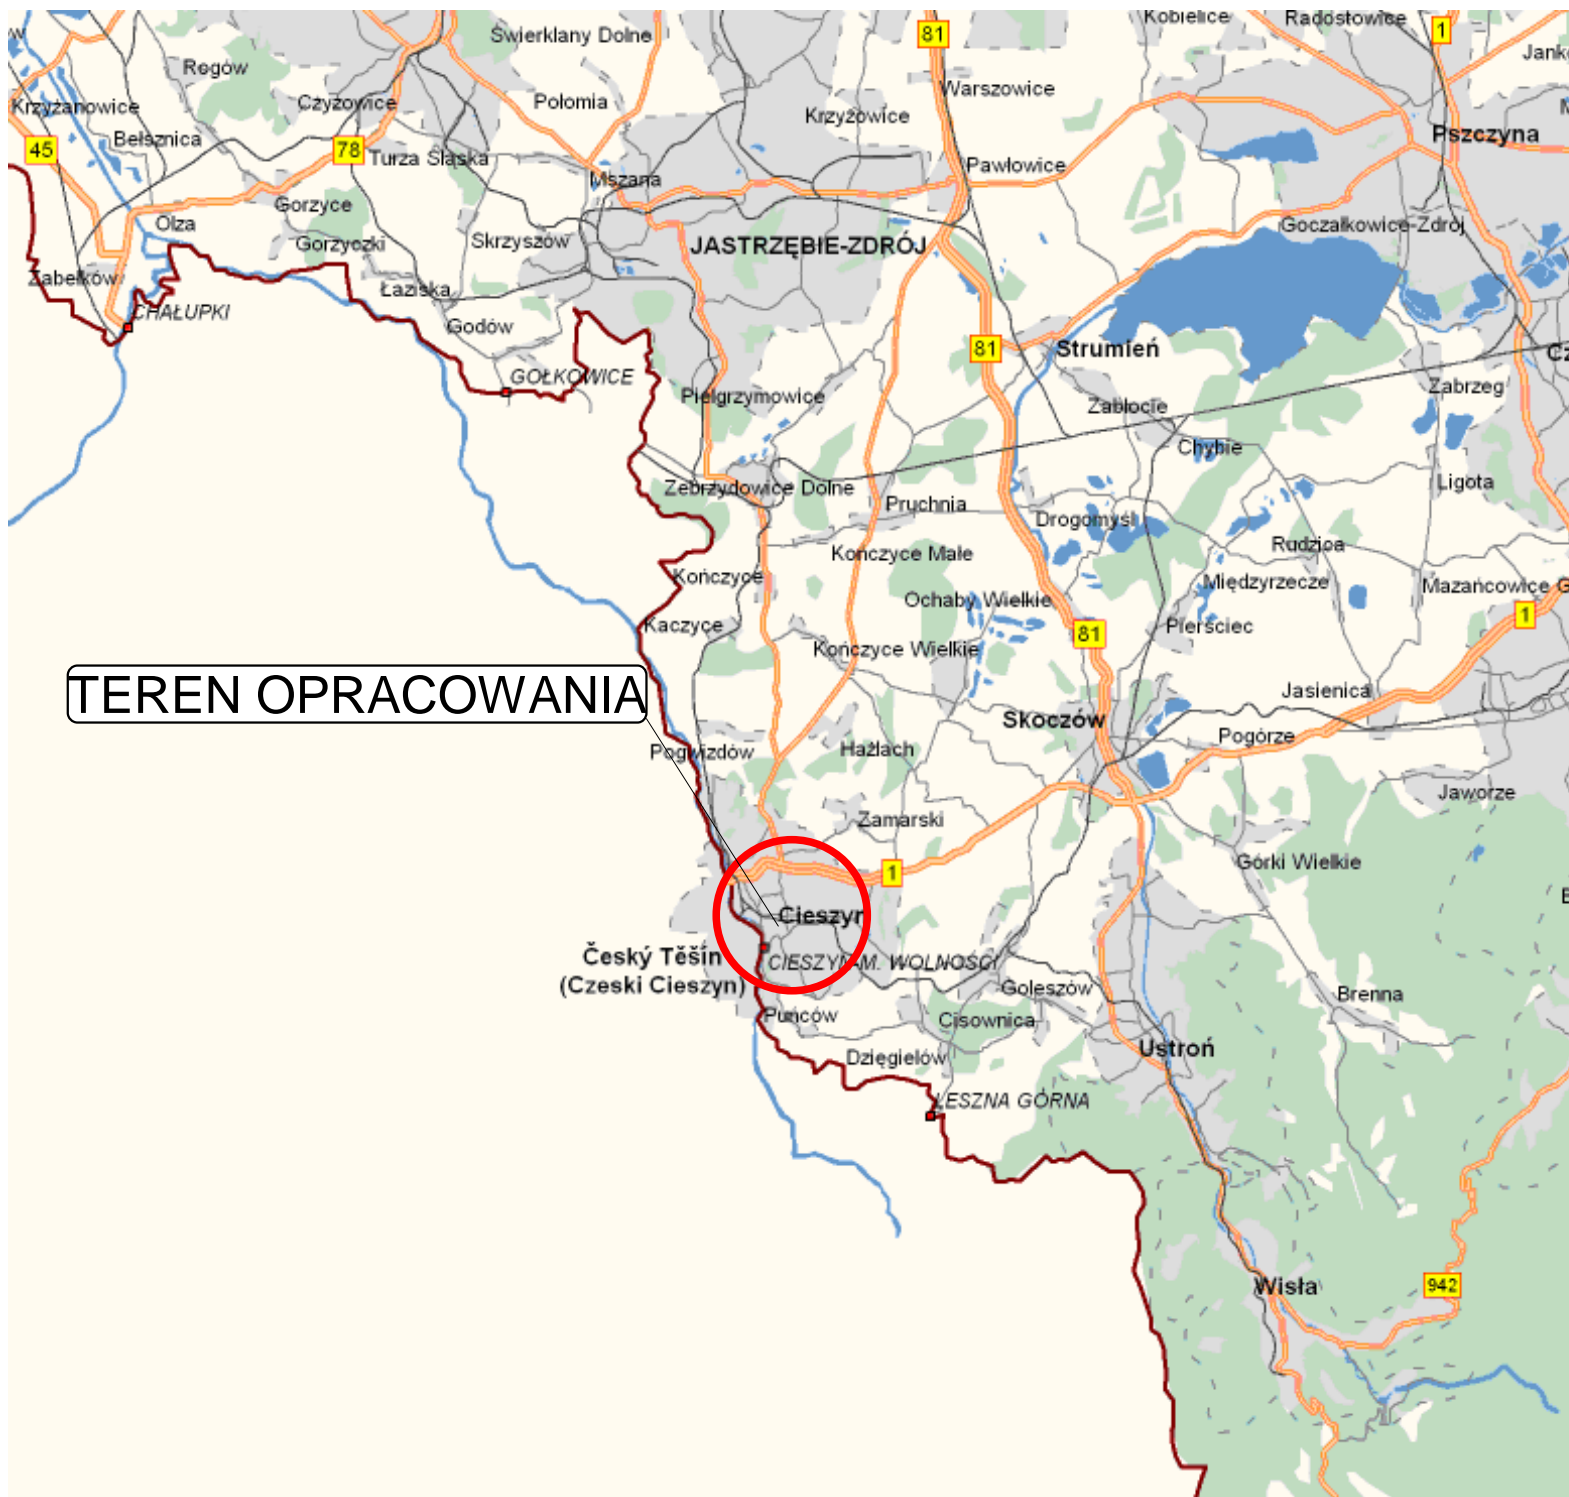 Świerklany Dolne
81
Kobielice
Radostowice
1
Rogów
Krzyżanowice
Czyżowice
Połomia
Krzyżowice
Warszowice
Pszczyna
Bełsznica
45
78
Turza Śląska
Mszana
Pawłowice
Gorzyce
Olza
Gorzyczki
Skrzyszów
JASTRZĘBIE-ZDRÓJ
Goczałkowice-Zdrój
Zabełków
Łaziska
CHAŁUPKI
Godów
81
Strumień
GOŁKOWICE
Pielgrzymowice
Zabłocie
Zabrzeg
Chybie
Zebrzydowice Dolne
Pruchnia
Ligota
Drogomyśl
Kończyce Małe
Rudzica
Kończyce
Międzyrzecze
Mazańcowice G
Ochaby Wielkie
1
Kaczyce
81
Pierściec
Kończyce Wielkie
TEREN OPRACOWANIA
Jasienica
Skoczów
Pogórze
Pogwizdów
Hażlach
Jaworze
Zamarski
Górki Wielkie
1
Cieszyn
Český Těšín
(Czeski Cieszyn)
CIESZYN-M. WOLNOŚCI
Goleszów
Brenna
Puńców
Cisownica
Ustroń
Dzięgielów
LESZNA GÓRNA
Wisła
942